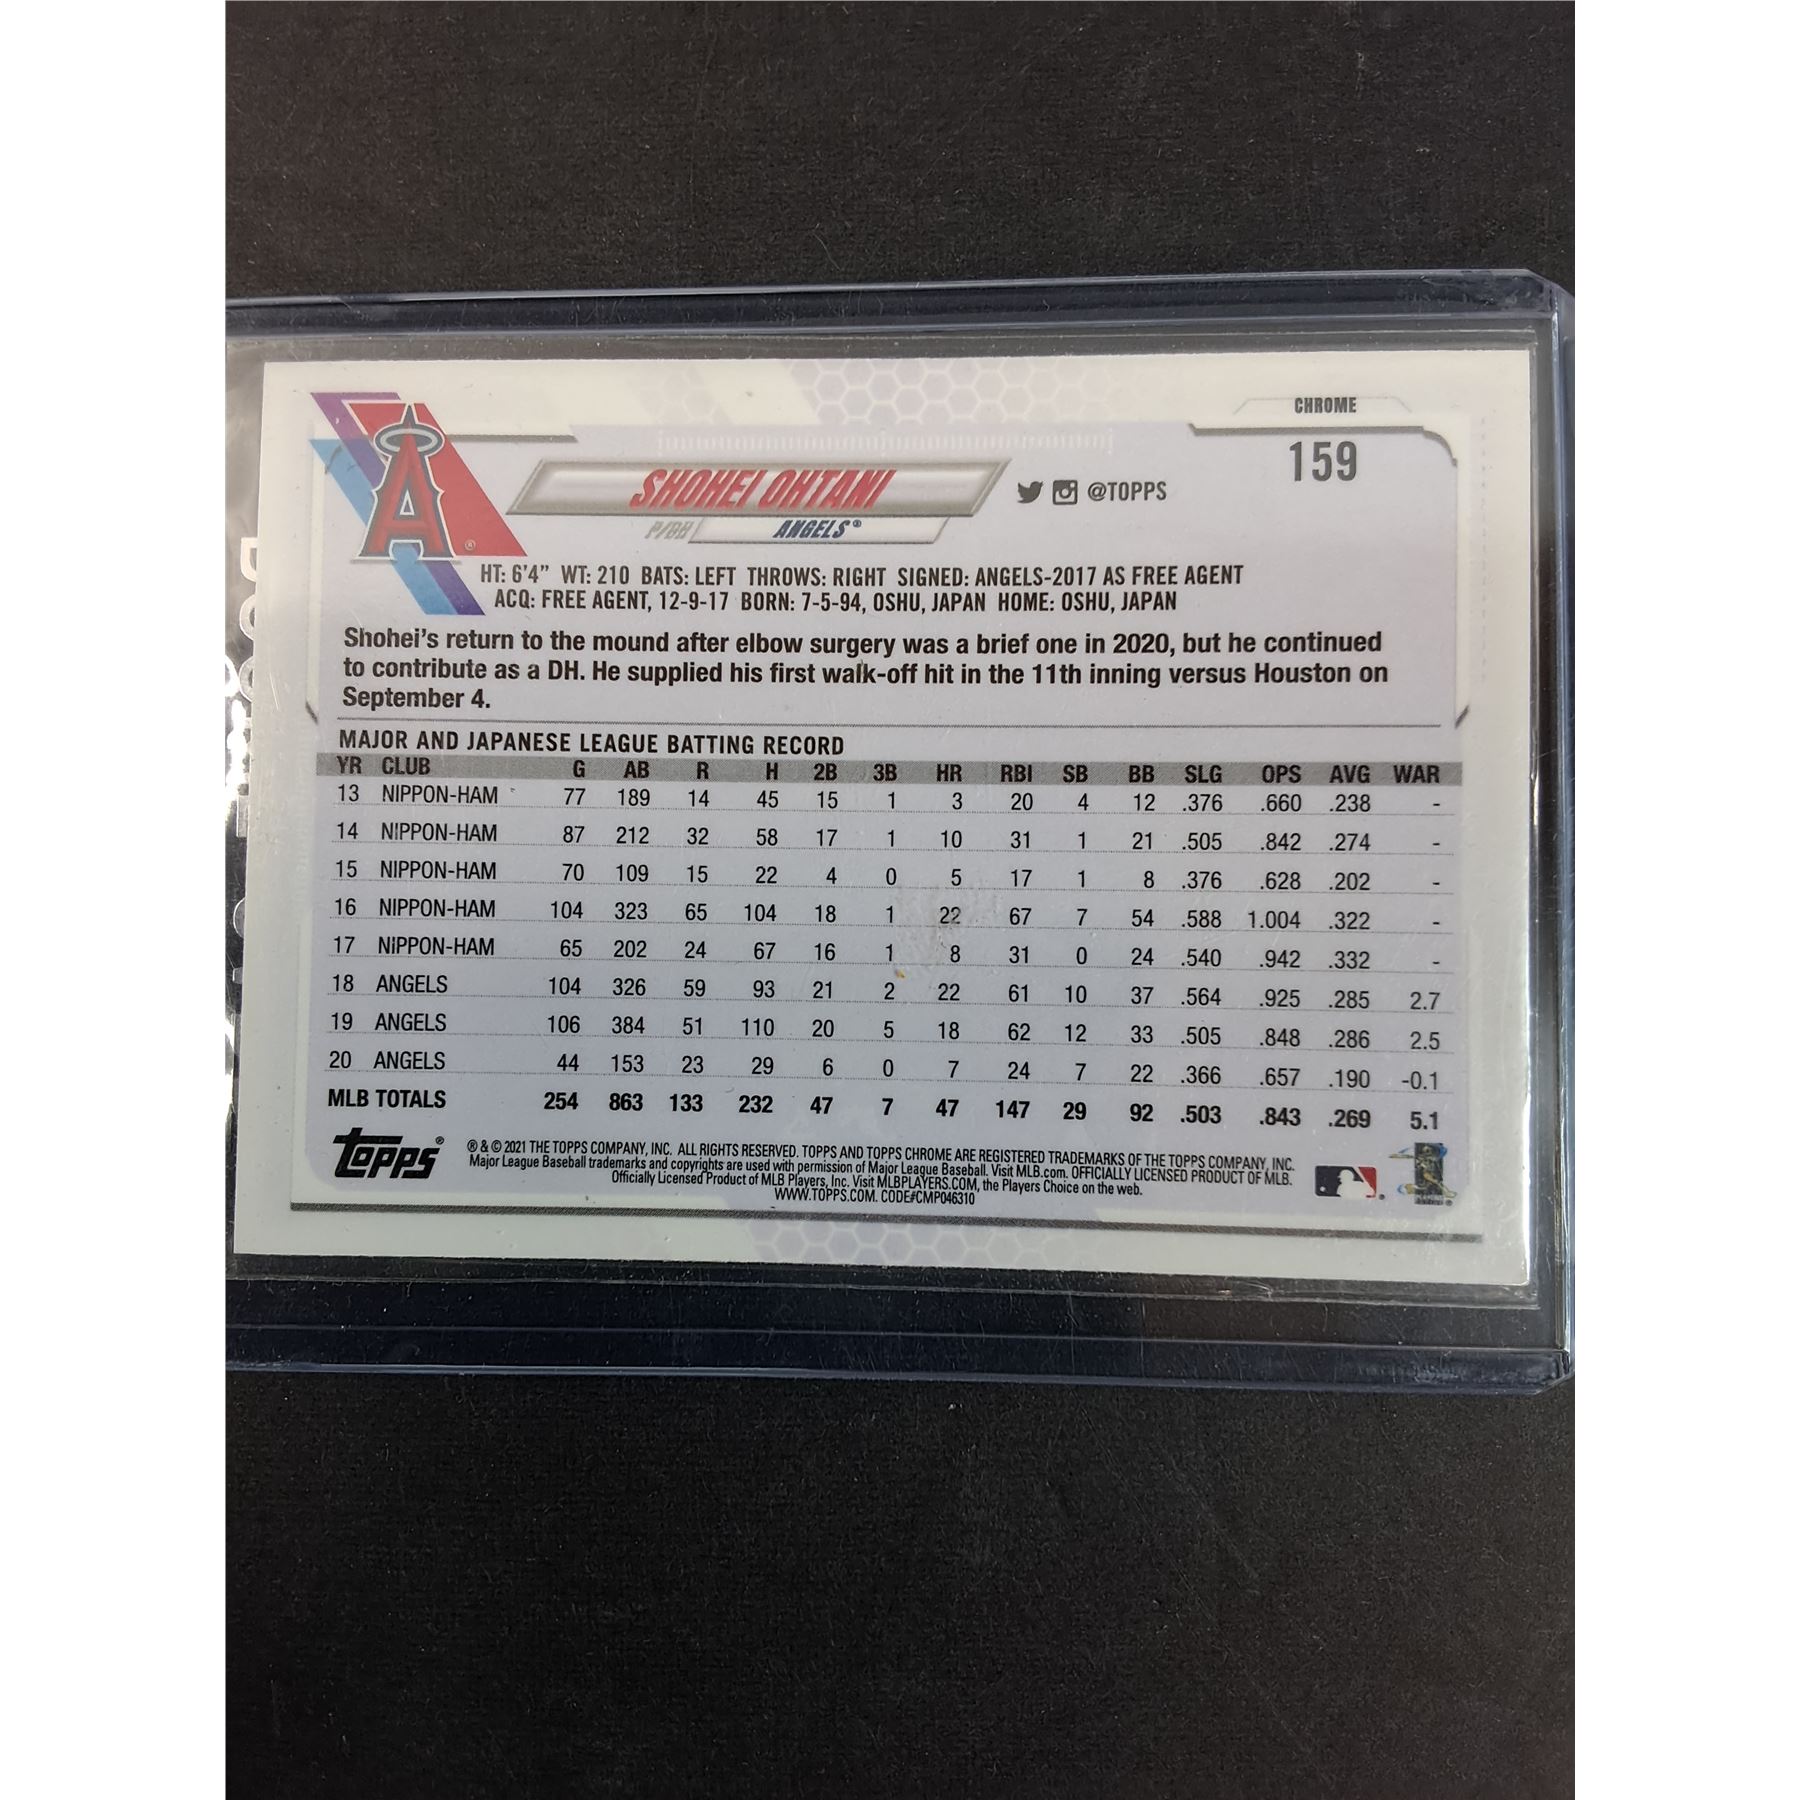 CHROME
159
SHOHEI OHTANI
P/DH ANGELS®
@TOPPS
A ®
HT: 6'4" WT: 210 BATS: LEFT THROWS: RIGHT SIGNED: ANGELS-2017 AS FREE AGENT
ACQ: FREE AGENT, 12-9-17 BORN: 7-5-94, OSHU, JAPAN HOME: OSHU, JAPAN
Shohei's return to the mound after elbow surgery was a brief one in 2020, but he continued
to contribute as a DH. He supplied his first walk-off hit in the 11th inning versus Houston on
September 4.
MAJOR AND JAPANESE LEAGUE BATTING RECORD
YR CLUB G AB R H 2B 3B HR RBI SB BB SLG OPS AVG WAR
13 NIPPON-HAM 77 189 14 45 15 1 3 20 4 12 .376 .660 .238 -
14 NIPPON-HAM 87 212 32 58 17 1 10 31 1 21 .505 .842 .274 -
15 NIPPON-HAM 70 109 15 22 4 0 5 17 1 8 .376 .628 .202 -
16 NIPPON-HAM 104 323 65 104 18 1 22 67 7 54 .588 1.004 .322 -
17 NIPPON-HAM 65 202 24 67 16 1 8 31 0 24 .540 .942 .332 -
18 ANGELS 104 326 59 93 21 2 22 61 10 37 .564 .925 .285 2.7
19 ANGELS 106 384 51 110 20 5 18 62 12 33 .505 .848 .286 2.5
20 ANGELS 44 153 23 29 6 0 7 24 7 22 .366 .657 .190 -0.1
MLB TOTALS 254 863 133 232 47 7 47 147 29 92 .503 .843 .269 5.1
topps®
® & © 2021 THE TOPPS COMPANY, INC. ALL RIGHTS RESERVED. TOPPS AND TOPPS CHROME ARE REGISTERED TRADEMARKS OF THE TOPPS COMPANY, INC.
Major League Baseball trademarks and copyrights are used with permission of Major League Baseball. Visit MLB.com. OFFICIALLY LICENSED PRODUCT OF MLB.
Officially Licensed Product of MLB Players, Inc. Visit MLBPLAYERS.COM, the Players Choice on the web.
WWW.TOPPS.COM. CODE#CMP046310